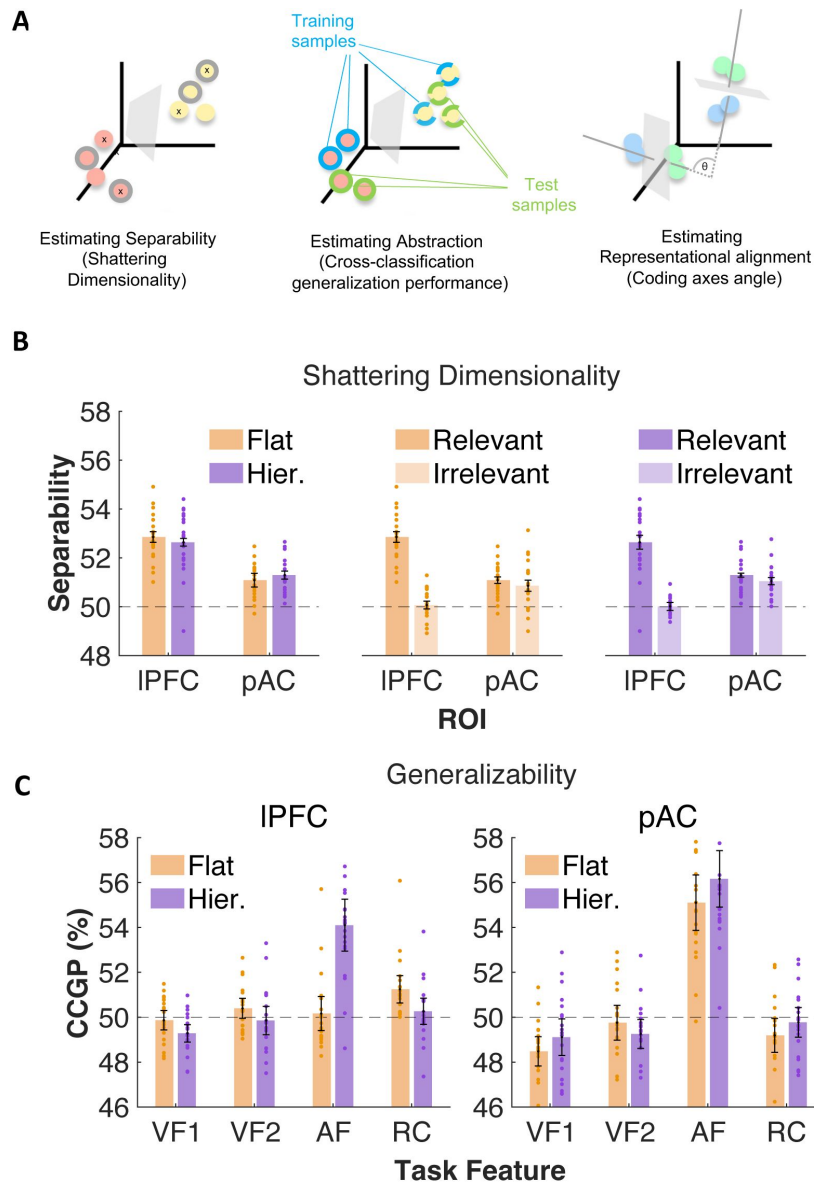 A
Training
samples
x
x
x
x
θ
Test
samples
Estimating Separability
(Shattering
Dimensionality)
Estimating Abstraction
(Cross-classification
generalization performance)
Estimating
Representational alignment
(Coding axes angle)
B
Shattering Dimensionality
58
56
54
52
50
48
Separability
Flat
Hier.
Relevant
Irrelevant
Relevant
Irrelevant
lPFC pAC
lPFC pAC
lPFC pAC
ROI
C
Generalizability
lPFC
pAC
58
56
54
52
50
48
46
CCGP (%)
Flat
Hier.
58
56
54
52
50
48
46
Flat
Hier.
VF1 VF2 AF RC
VF1 VF2 AF RC
Task Feature